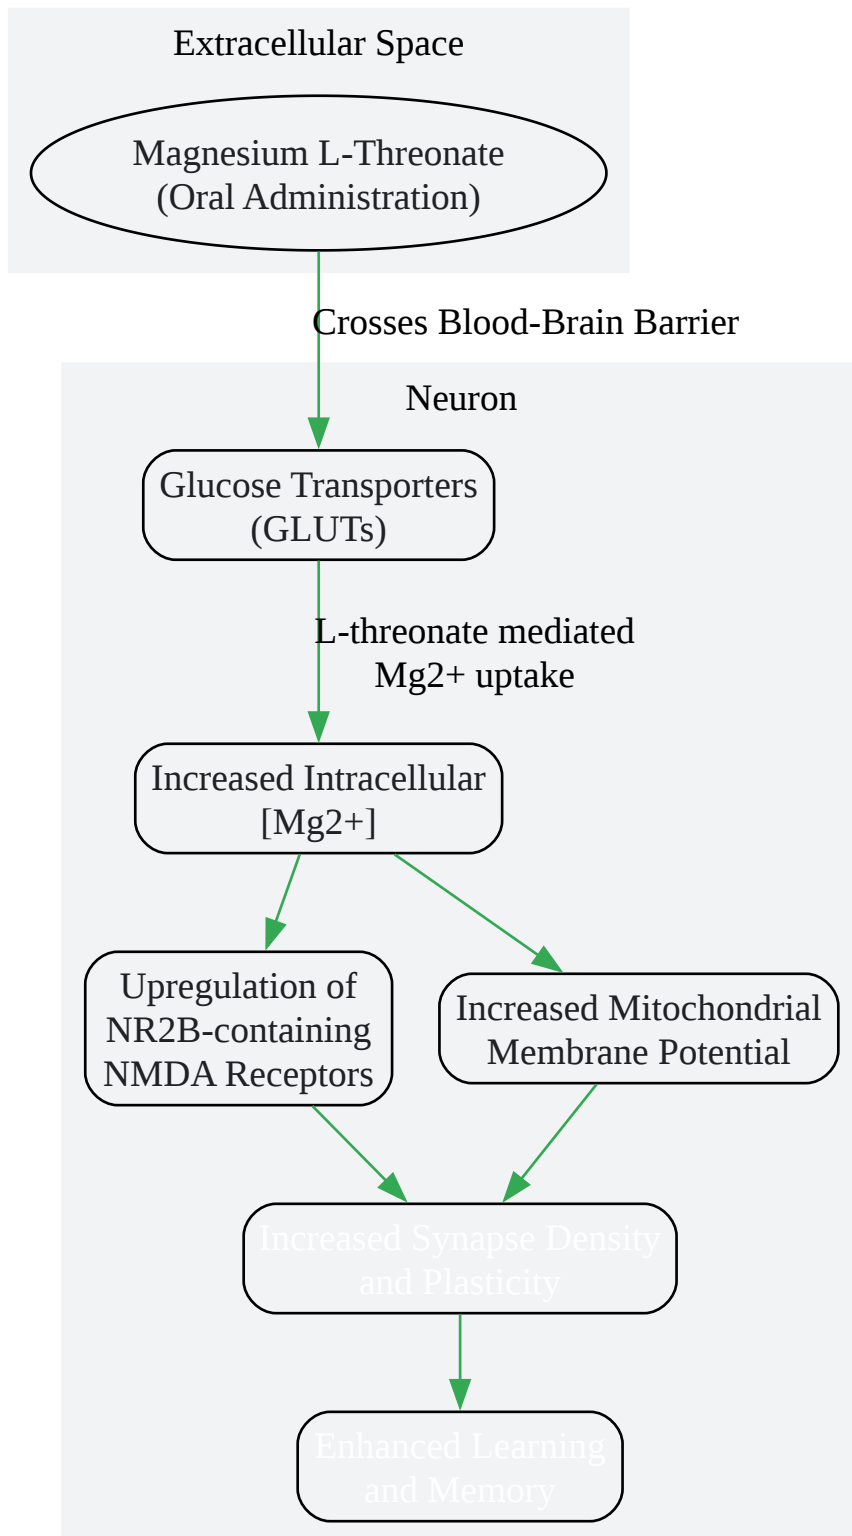 Extracellular Space
Magnesium L-Threonate
(Oral Administration)
Crosses Blood-Brain Barrier
Neuron
Glucose Transporters
(GLUTs)
L-threonate mediated
Mg2+ uptake
Increased Intracellular
[Mg2+]
Upregulation of
NR2B-containing
NMDA Receptors
Increased Mitochondrial
Membrane Potential
Increased Synapse Density
and Plasticity
Enhanced Learning
and Memory